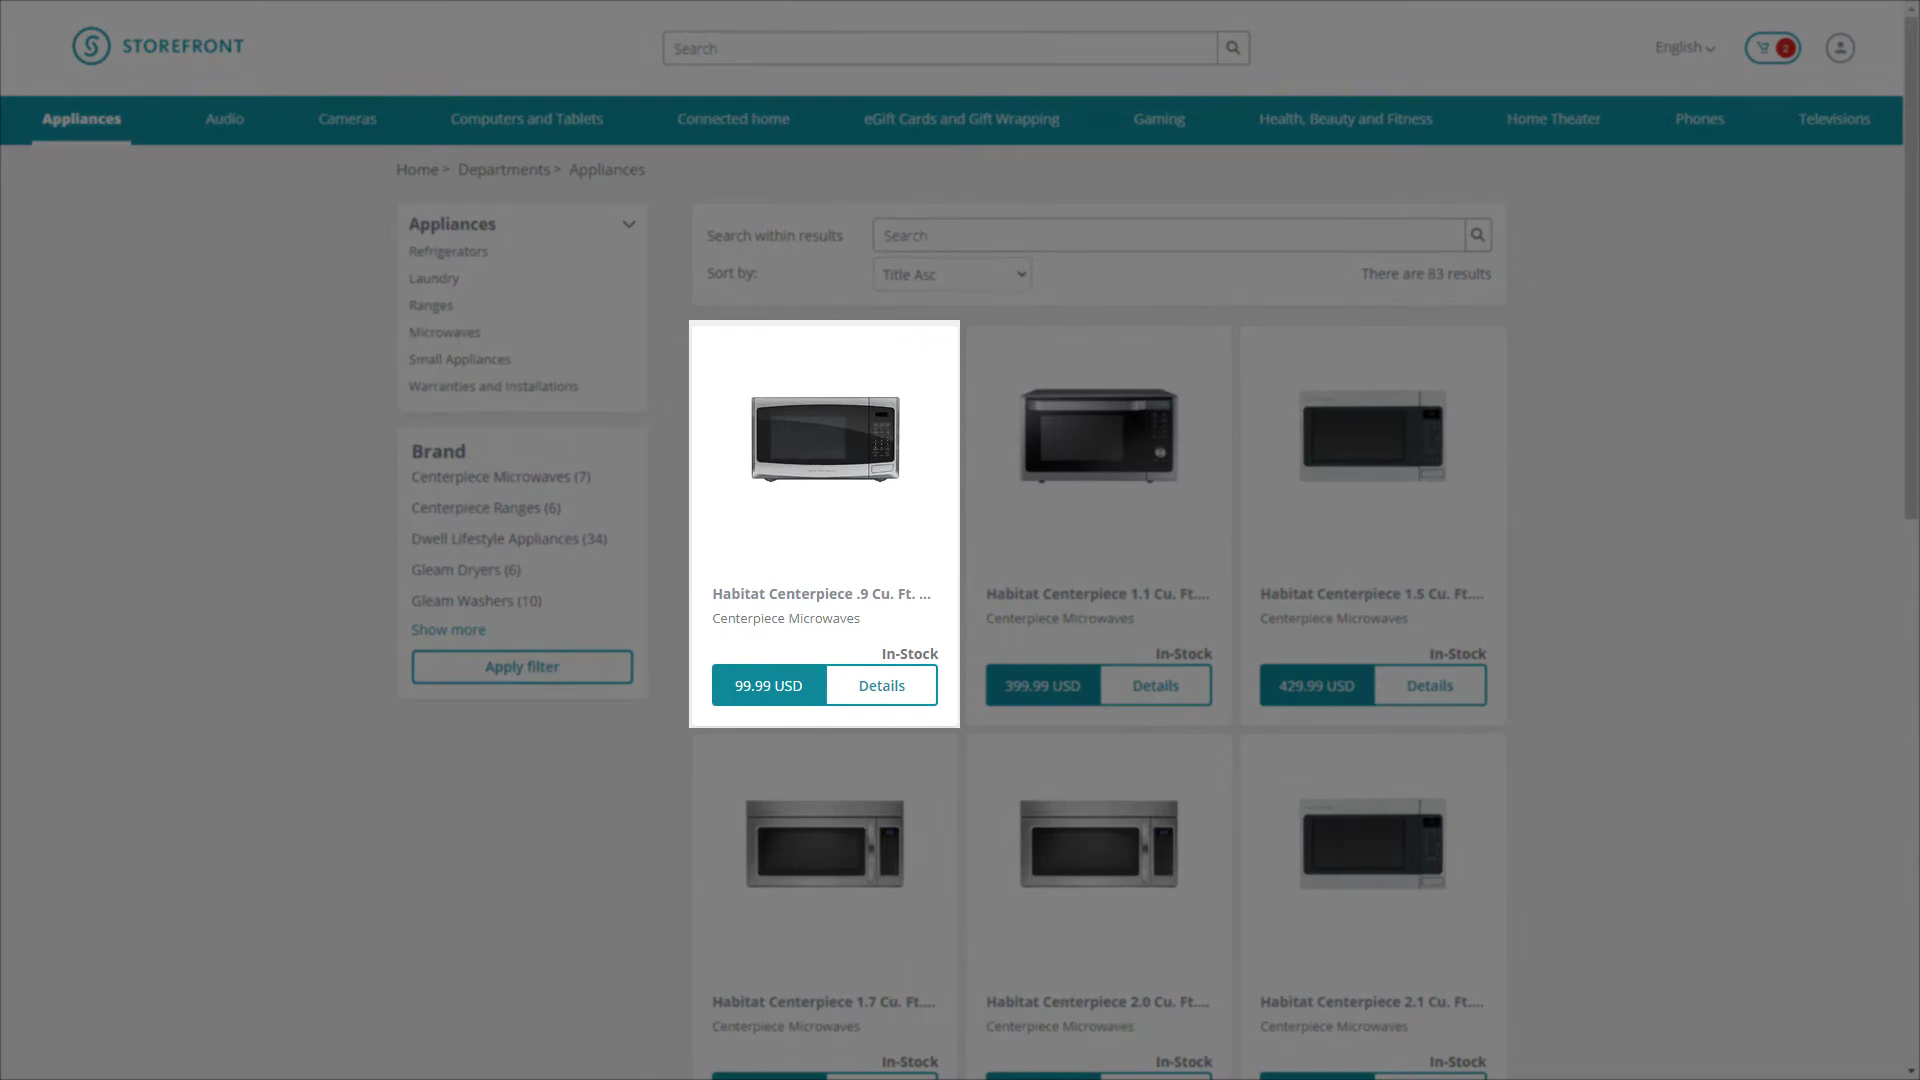 STOREFRONT
Search
English
2
Appliances
Audio
Cameras
Computers and Tablets
Connected home
eGift Cards and Gift Wrapping
Gaming
Health, Beauty and Fitness
Home Theater
Phones
Televisions
Home > Departments > Appliances
Appliances
Refrigerators
Laundry
Ranges
Microwaves
Small Appliances
Warranties and Installations
Brand
Centerpiece Microwaves (7)
Centerpiece Ranges (6)
Dwell Lifestyle Appliances (34)
Gleam Dryers (6)
Gleam Washers (10)
Show more
Apply filter
Search within results
Search
Sort by:
Title Asc
There are 83 results
Habitat Centerpiece .9 Cu. Ft. ...
Centerpiece Microwaves
In-Stock
99.99 USD
Details
Habitat Centerpiece 1.1 Cu. Ft....
Centerpiece Microwaves
In-Stock
399.99 USD
Details
Habitat Centerpiece 1.5 Cu. Ft....
Centerpiece Microwaves
In-Stock
429.99 USD
Details
Habitat Centerpiece 1.7 Cu. Ft....
Centerpiece Microwaves
In-Stock
Habitat Centerpiece 2.0 Cu. Ft....
Centerpiece Microwaves
In-Stock
Habitat Centerpiece 2.1 Cu. Ft....
Centerpiece Microwaves
In-Stock